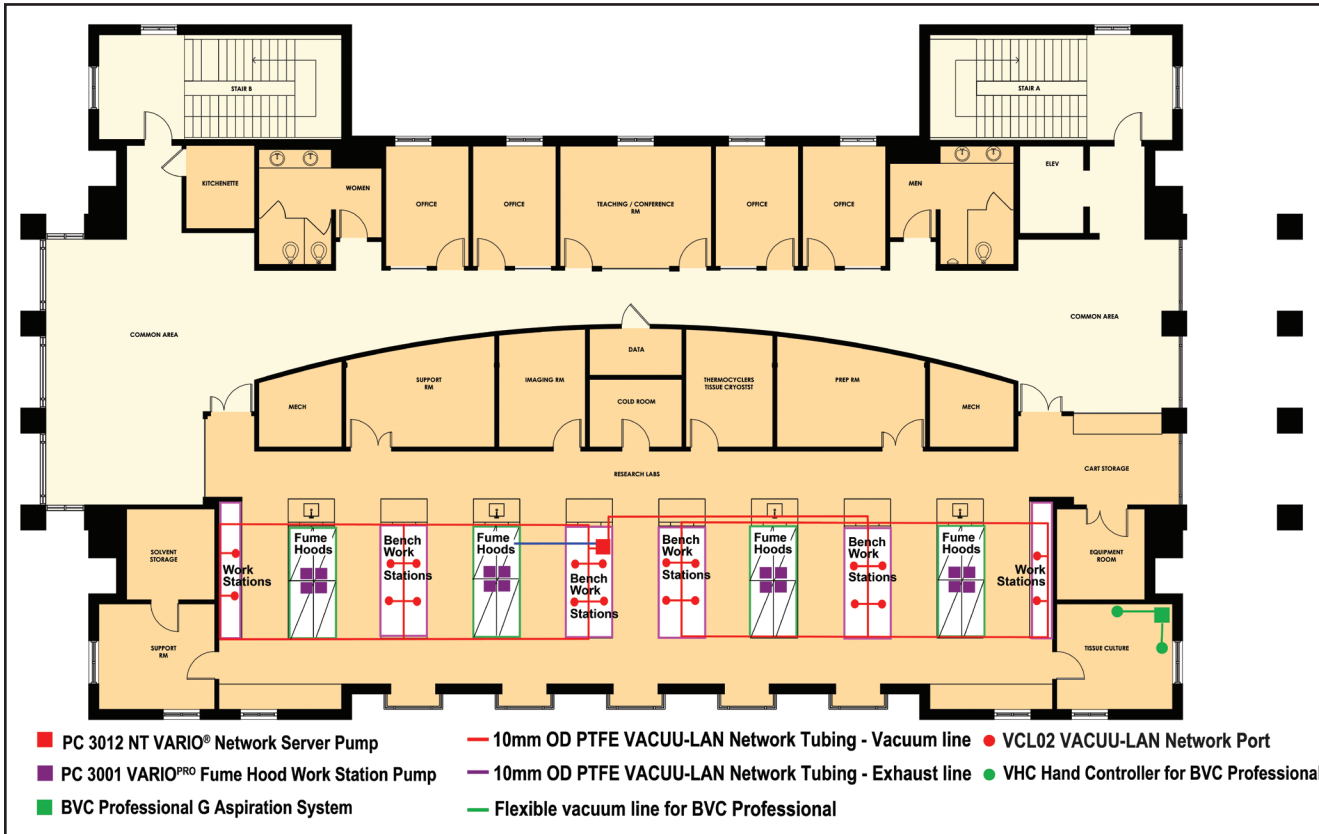 STAIR B
STAIR A
KITCHENETTE
WOMEN
OFFICE
OFFICE
TEACHING / CONFERENCE
RM
OFFICE
OFFICE
MEN
ELEV
COMMON AREA
COMMON AREA
DATA
SUPPORT
RM
IMAGING RM
THERMOCYCLERS
TISSUE CRYOSTST
PREP RM
MECH
COLD ROOM
MECH
RESEARCH LABS
CART STORAGE
SOLVENT
STORAGE
Work
Stations
Fume
Hoods
Bench
Work
Stations
Fume
Hoods
Bench
Work
Stations
Bench
Work
Stations
Fume
Hoods
Bench
Work
Stations
Fume
Hoods
Work
Stations
EQUIPMENT
ROOM
SUPPORT
RM
TISSUE CULTURE
PC 3012 NT VARIO® Network Server Pump
10mm OD PTFE VACUU-LAN Network Tubing - Vacuum line
VCL02 VACUU-LAN Network Port
PC 3001 VARIOPRO Fume Hood Work Station Pump
10mm OD PTFE VACUU-LAN Network Tubing - Exhaust line
VHC Hand Controller for BVC Professional
BVC Professional G Aspiration System
Flexible vacuum line for BVC Professional